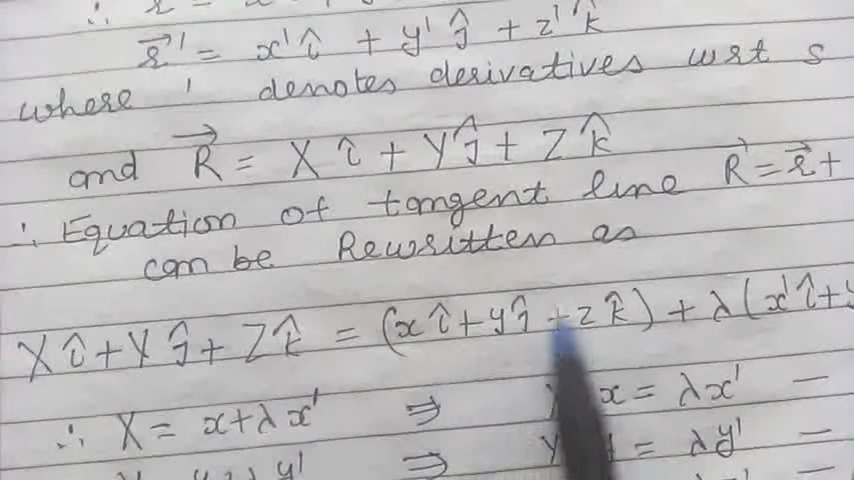 r⃗' = x'î + y'ĵ + z'k̂
where ' denotes derivatives wrt s
and R⃗ = Xî + Yĵ + Zk̂
∴ Equation of tangent line R⃗ = r⃗ +
can be Rewritten as
Xî + Yĵ + Zk̂ = (xî + yĵ + zk̂) + λ(x'î +
∴ X = x + λx' ⇒ x = λx' —
⇒ Y = λy' —